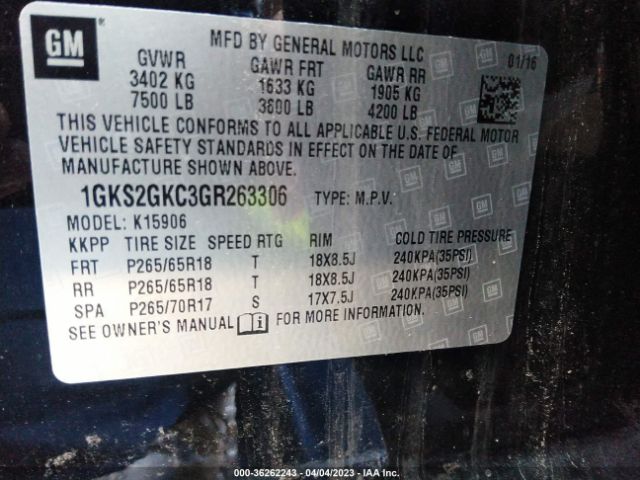 GM
MFD BY GENERAL MOTORS LLC
01/16
GVWR GAWR FRT GAWR RR
3402 KG 1633 KG 1905 KG
7500 LB 3600 LB 4200 LB
THIS VEHICLE CONFORMS TO ALL APPLICABLE U.S. FEDERAL MOTOR
VEHICLE SAFETY STANDARDS IN EFFECT ON THE DATE OF
MANUFACTURE SHOWN ABOVE.
1GKS2GKC3GR263306 TYPE: M.P.V.
MODEL: K15906
KKPP TIRE SIZE SPEED RTG RIM COLD TIRE PRESSURE
FRT P265/65R18 T 18X8.5J 240KPA(35PSI)
RR P265/65R18 T 18X8.5J 240KPA(35PSI)
SPA P265/70R17 S 17X7.5J 240KPA(35PSI)
SEE OWNER'S MANUAL FOR MORE INFORMATION.
000-36262243 - 04/04/2023 - IAA Inc.